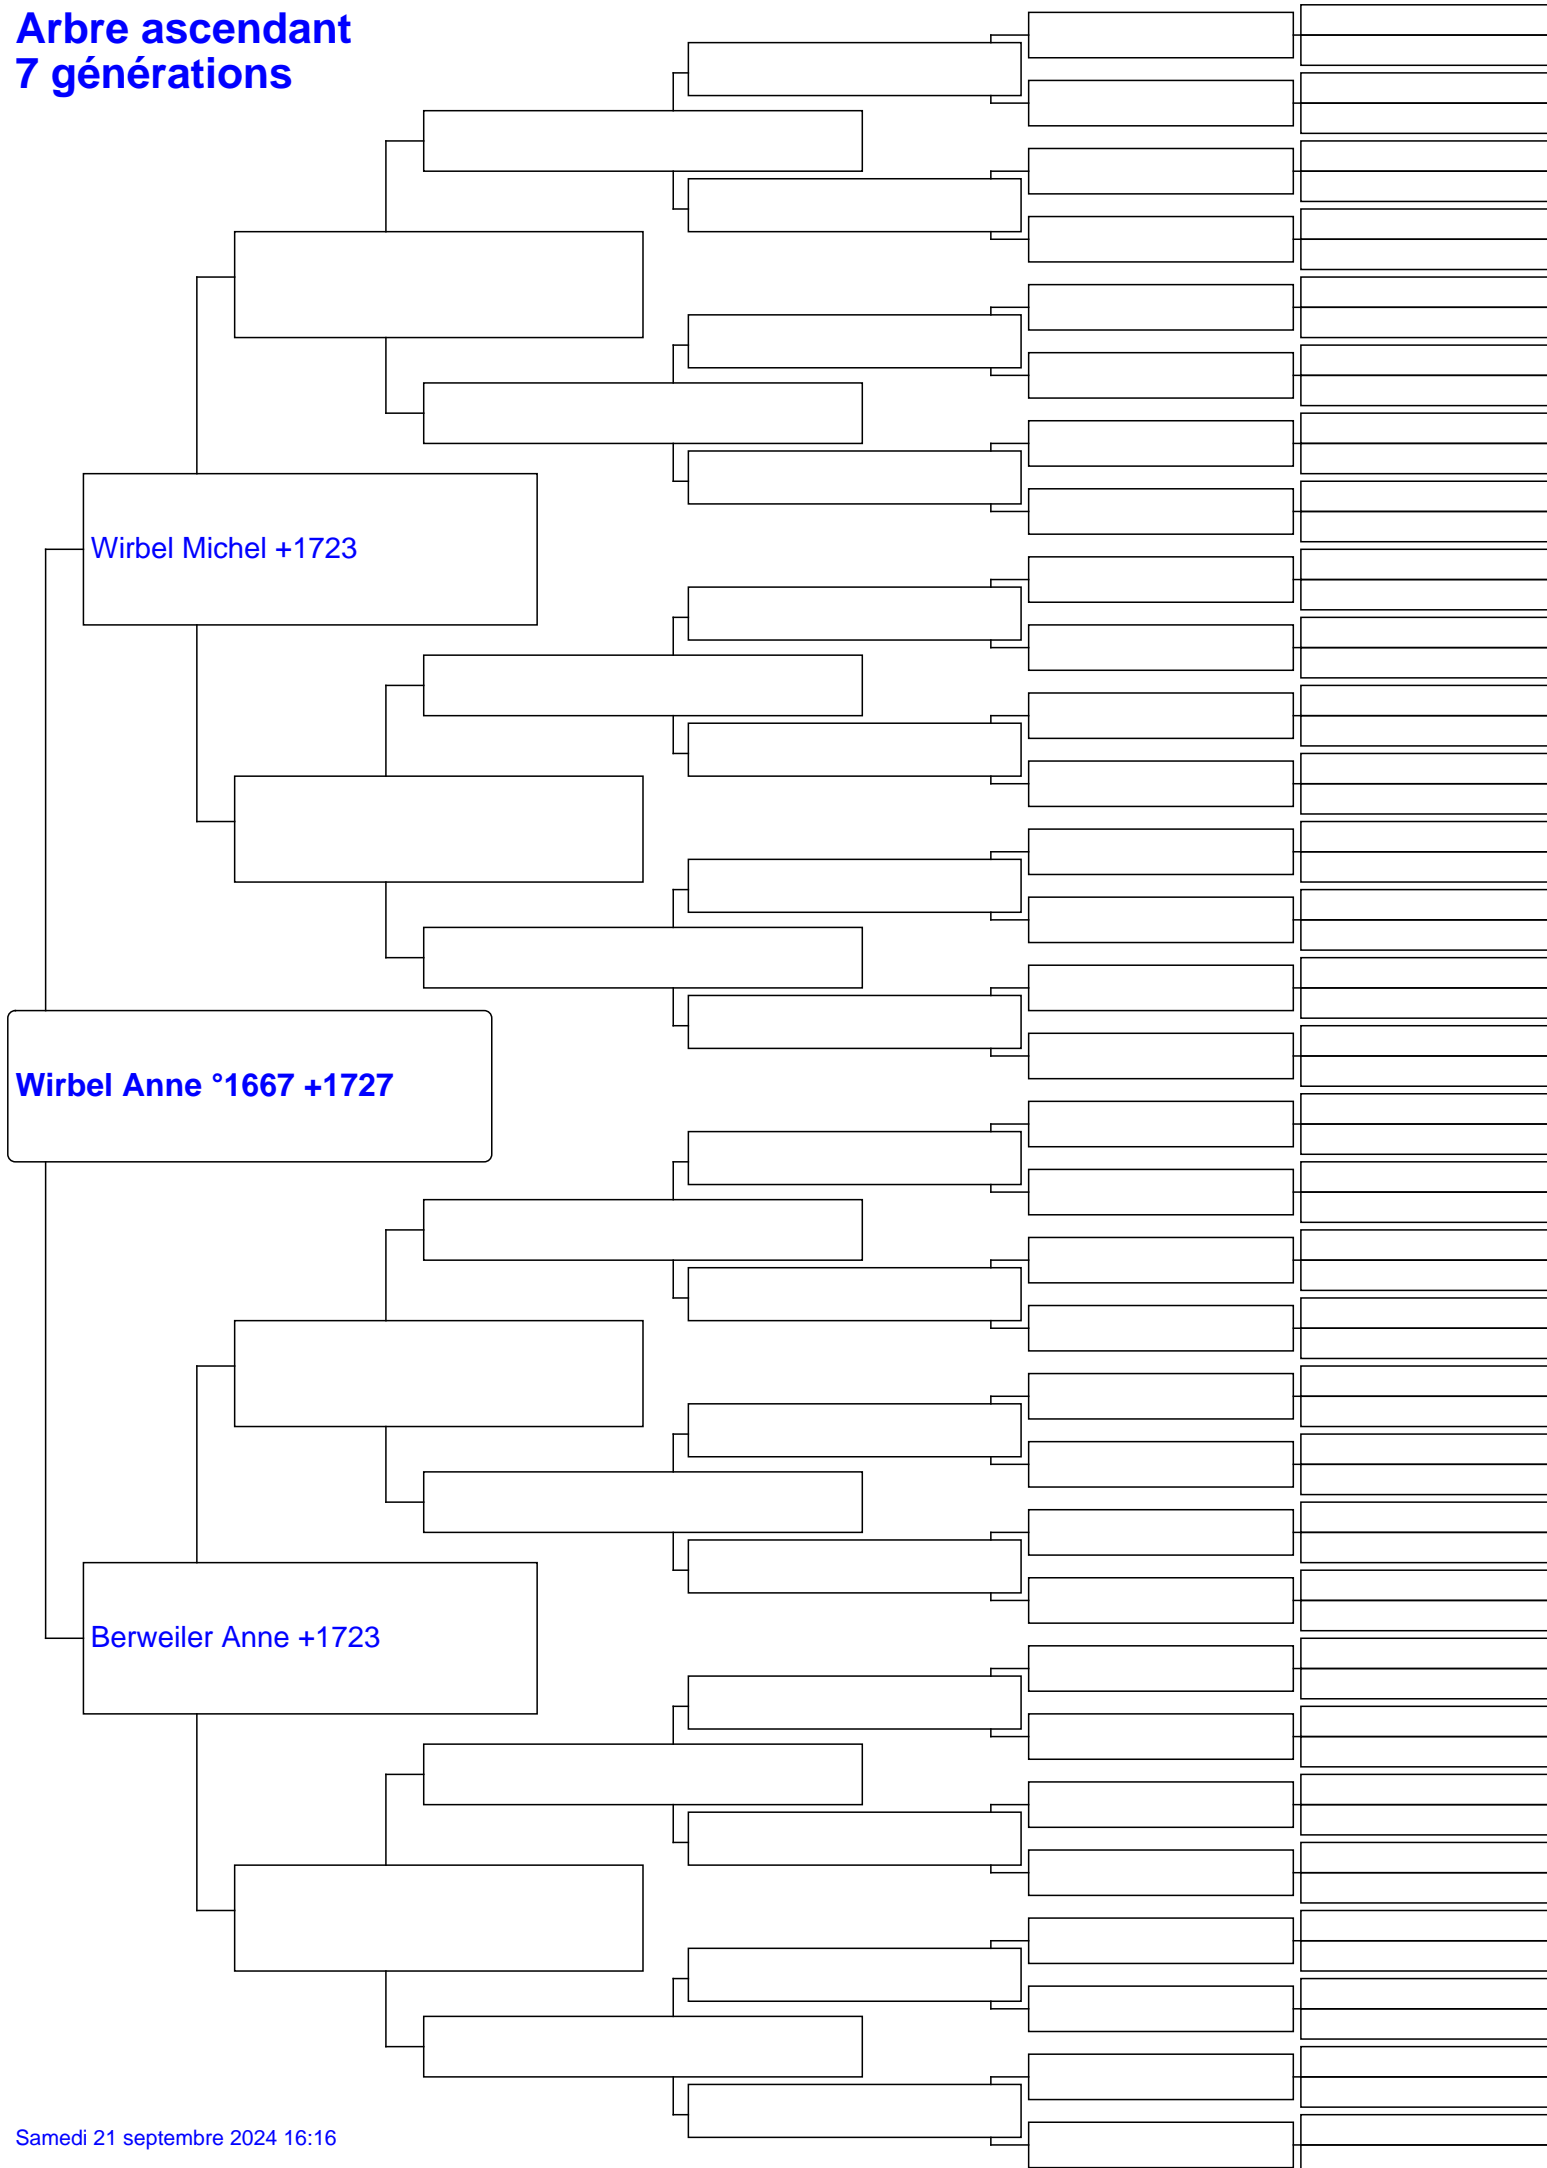 Arbre ascendant
7 générations
Wirbel Michel +1723
Wirbel Anne °1667 +1727
Berweiler Anne +1723
Samedi 21 septembre 2024 16:16